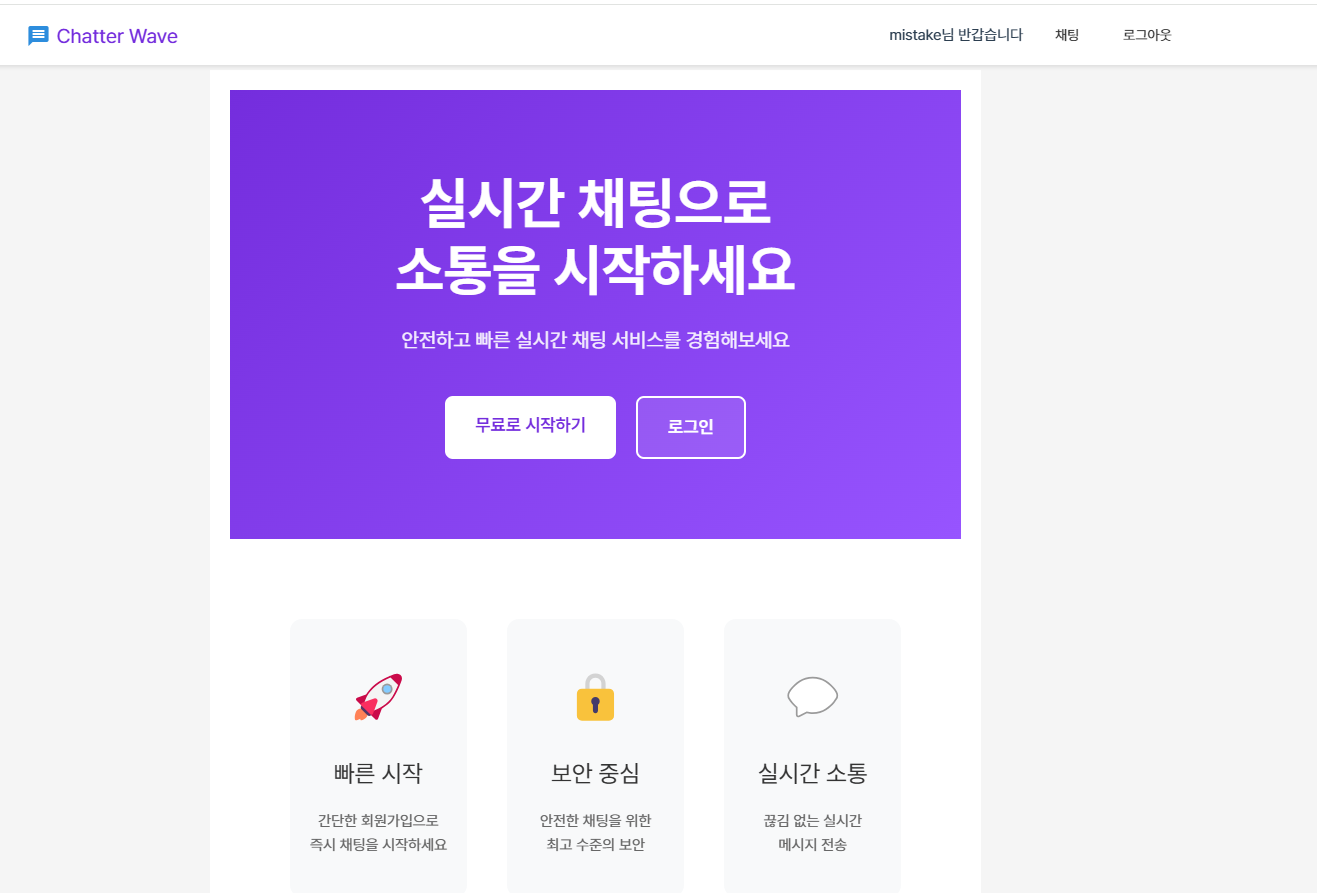 Chatter Wave
mistake님 반갑습니다 채팅 로그아웃
실시간 채팅으로
소통을 시작하세요
안전하고 빠른 실시간 채팅 서비스를 경험해보세요
무료로 시작하기 로그인
빠른 시작
간단한 회원가입으로
즉시 채팅을 시작하세요
보안 중심
안전한 채팅을 위한
최고 수준의 보안
실시간 소통
끊김 없는 실시간
메시지 전송